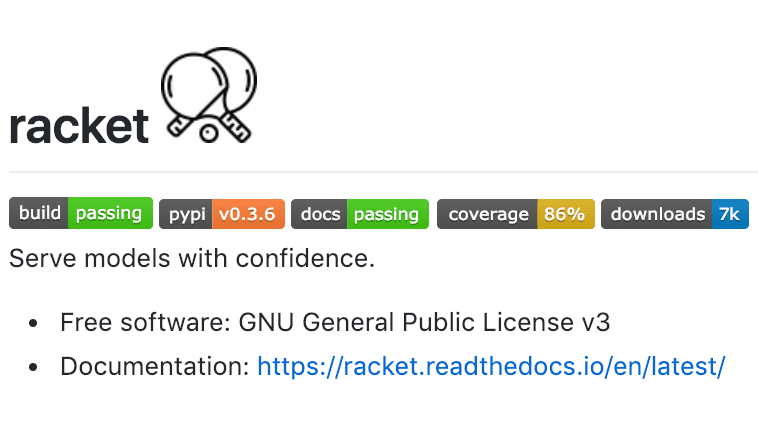 racket
build passing pypi v0.3.6 docs passing coverage 86% downloads 7k
Serve models with confidence.
• Free software: GNU General Public License v3
• Documentation: https://racket.readthedocs.io/en/latest/